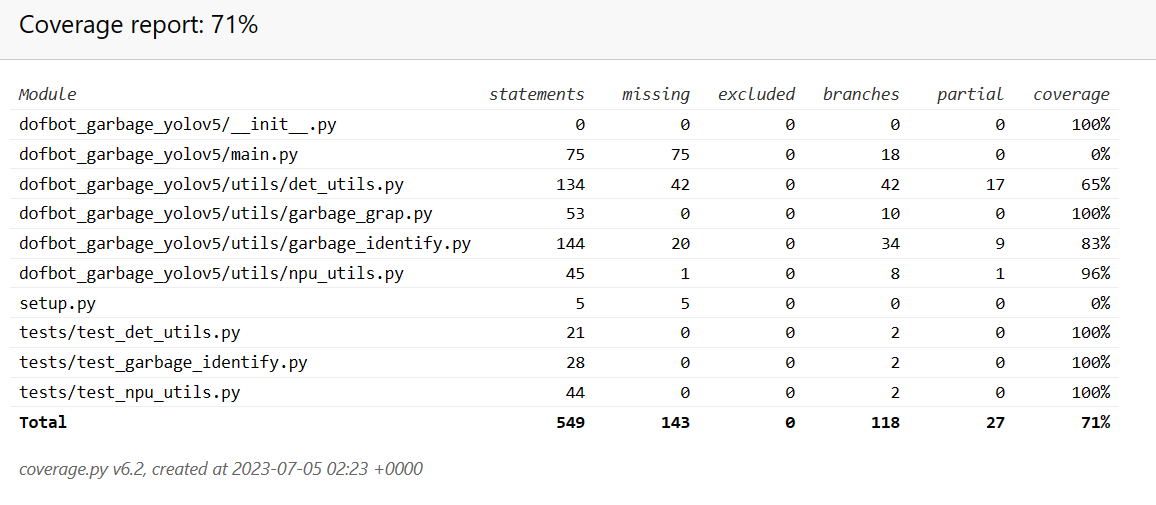 Coverage report: 71%
Module statements missing excluded branches partial coverage
dofbot_garbage_yolov5/__init__.py 0 0 0 0 0 100%
dofbot_garbage_yolov5/main.py 75 75 0 18 0 0%
dofbot_garbage_yolov5/utils/det_utils.py 134 42 0 42 17 65%
dofbot_garbage_yolov5/utils/garbage_grap.py 53 0 0 10 0 100%
dofbot_garbage_yolov5/utils/garbage_identify.py 144 20 0 34 9 83%
dofbot_garbage_yolov5/utils/npu_utils.py 45 1 0 8 1 96%
setup.py 5 5 0 0 0 0%
tests/test_det_utils.py 21 0 0 2 0 100%
tests/test_garbage_identify.py 28 0 0 2 0 100%
tests/test_npu_utils.py 44 0 0 2 0 100%
Total 549 143 0 118 27 71%
coverage.py v6.2, created at 2023-07-05 02:23 +0000